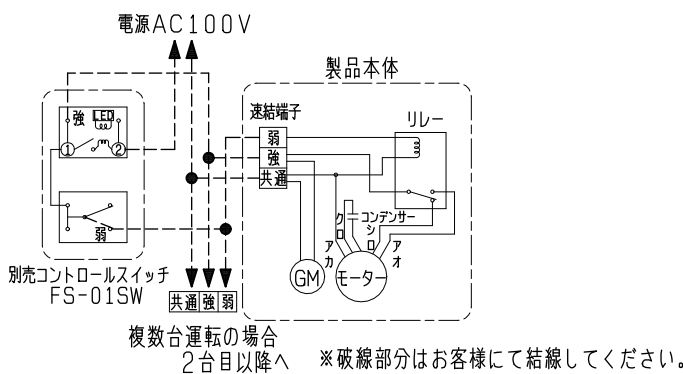 電源AC100V
製品本体
速結端子
弱
強
共通
リレー
強 LED
① ②
弱
別売コントロールスイッチ
FS-01SW
クロ
コンデンサー
シロ
アカ
アオ
GM
モーター
共通 強 弱
複数台運転の場合
2台目以降へ
※破線部分はお客様にて結線してください。